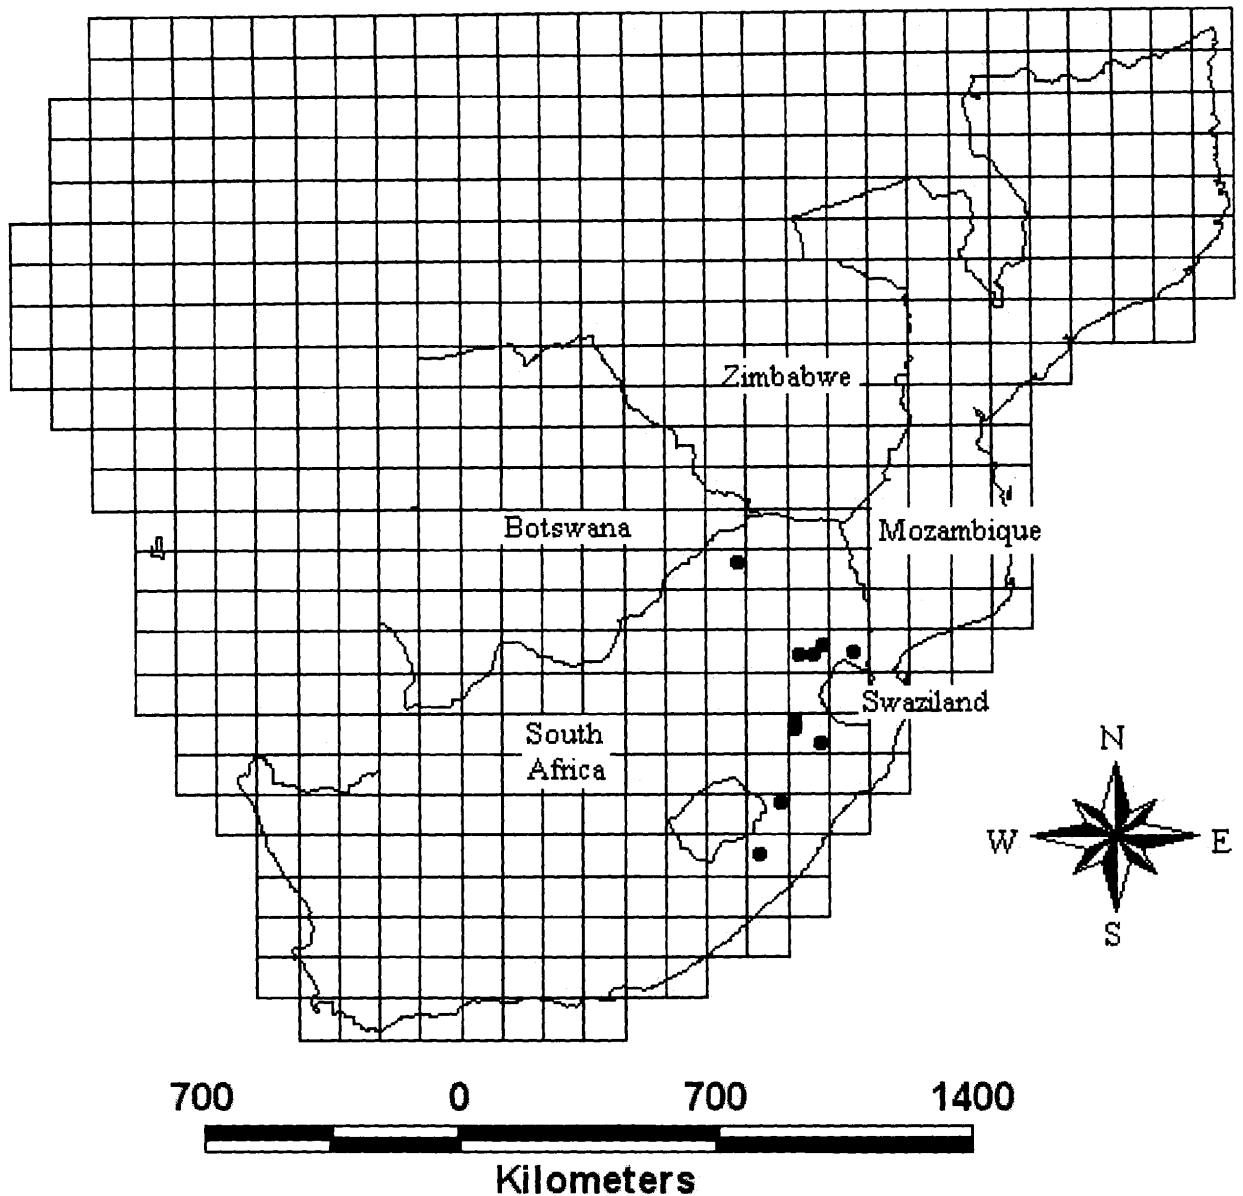 Zimbabwe
Botswana
Mozambique
Swaziland
South
Africa
N
W
E
S
700 0 700 1400
Kilometers